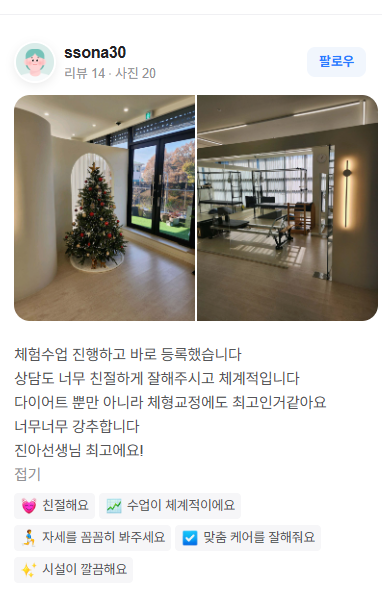 ssona30
리뷰 14 · 사진 20
팔로우
체험수업 진행하고 바로 등록했습니다
상담도 너무 친절하게 잘해주시고 체계적입니다
다이어트 뿐만 아니라 체형교정에도 최고인거같아요
너무너무 강추합니다
진아선생님 최고에요!
접기
친절해요
수업이 체계적이에요
자세를 꼼꼼히 봐주세요
맞춤 케어를 잘해줘요
시설이 깔끔해요